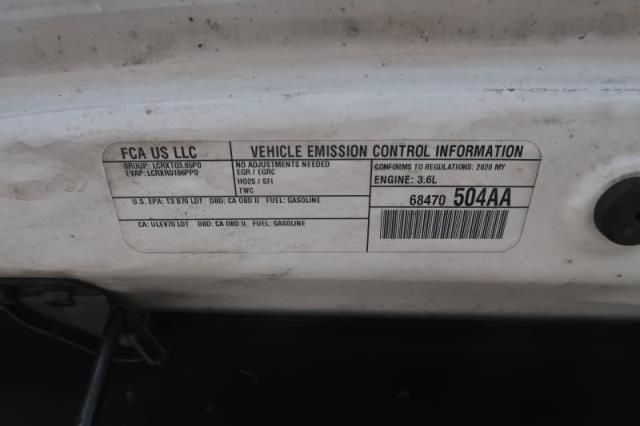 FCA US LLC
VEHICLE EMISSION CONTROL INFORMATION
GROUP: LCRXT03.65P0
EVAP: LCRXR0166PP0
NO ADJUSTMENTS NEEDED
EGR / EGRC
HO2S / SFI
TWC
CONFORMS TO REGULATIONS: 2020 MY
ENGINE: 3.6L
U.S. EPA: T3 B70 LDT OBD: CA OBD II FUEL: GASOLINE
68470 504AA
CA: ULEV70 LDT OBD: CA OBD II FUEL: GASOLINE